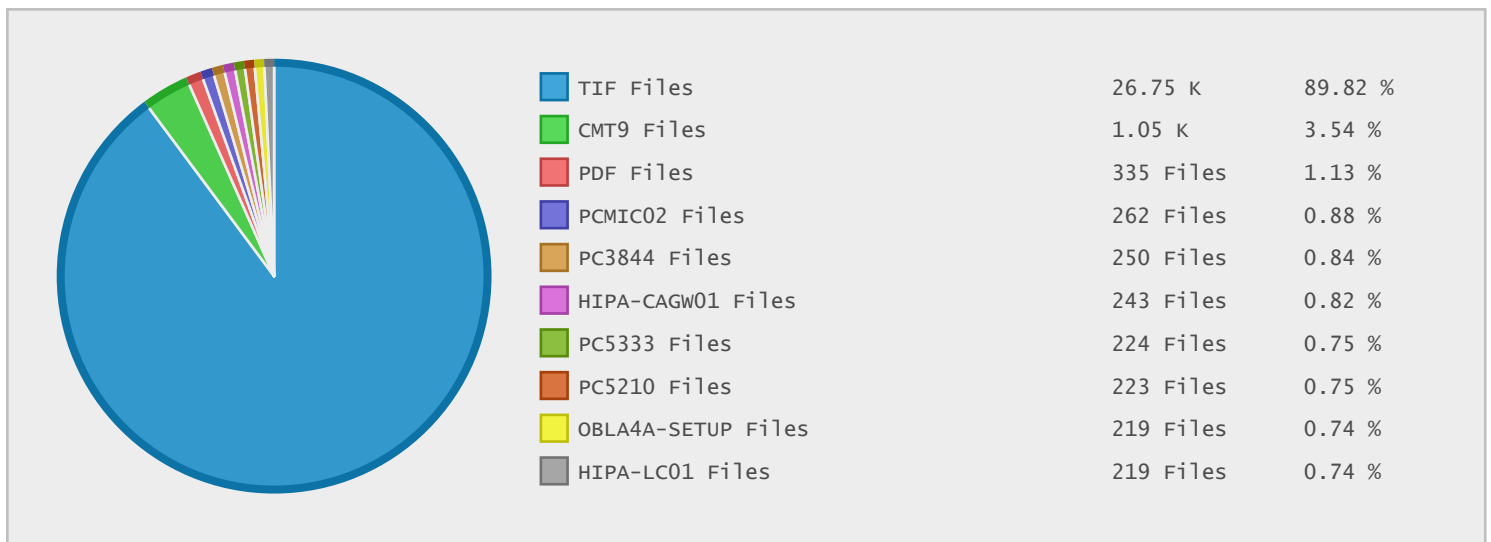 TIF Files 26.75 K 89.82 %
CMT9 Files 1.05 K 3.54 %
PDF Files 335 Files 1.13 %
PCMICO2 Files 262 Files 0.88 %
PC3844 Files 250 Files 0.84 %
HIPA-CAGW01 Files 243 Files 0.82 %
PC5333 Files 224 Files 0.75 %
PC5210 Files 223 Files 0.75 %
OBLA4A-SETUP Files 219 Files 0.74 %
HIPA-LC01 Files 219 Files 0.74 %